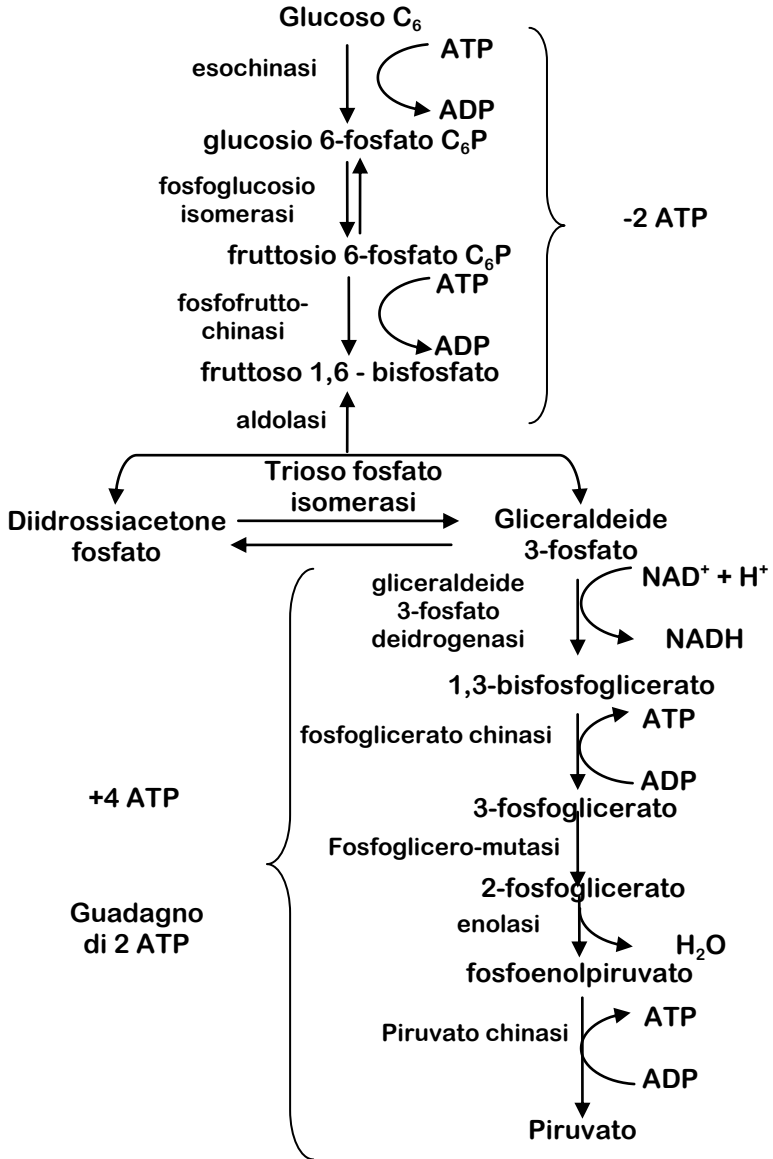 Glucoso C₆
ATP
esochinasi
ADP
glucosio 6-fosfato C₆P
fosfoglucosio
isomerasi
-2 ATP
fruttosio 6-fosfato C₆P
ATP
fosfofrutto-
chinasi
ADP
fruttoso 1,6 - bisfosfato
aldolasi
Trioso fosfato
isomerasi
Diidrossiacetone
fosfato
Gliceraldeide
3-fosfato
gliceraldeide
3-fosfato
deidrogenasi
NAD⁺ + H⁺
NADH
1,3-bisfosfoglicerato
ATP
fosfoglicerato chinasi
ADP
+4 ATP
3-fosfoglicerato
Fosfoglicero-mutasi
2-fosfoglicerato
Guadagno
di 2 ATP
enolasi
H₂O
fosfoenolpiruvato
ATP
Piruvato chinasi
ADP
Piruvato